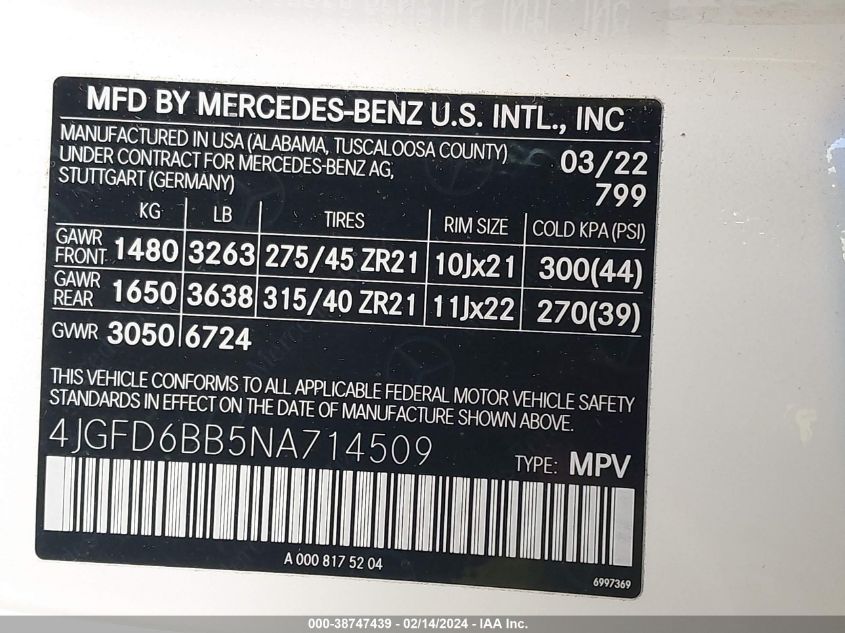 MFD BY MERCEDES-BENZ U.S. INTL., INC
MANUFACTURED IN USA (ALABAMA, TUSCALOOSA COUNTY)
UNDER CONTRACT FOR MERCEDES-BENZ AG,
STUTTGART (GERMANY)
03/22
799
KG LB TIRES RIM SIZE COLD KPA (PSI)
GAWR FRONT 1480 3263 275/45 ZR21 10Jx21 300(44)
GAWR REAR 1650 3638 315/40 ZR21 11Jx22 270(39)
GVWR 3050 6724
THIS VEHICLE CONFORMS TO ALL APPLICABLE FEDERAL MOTOR VEHICLE SAFETY
STANDARDS IN EFFECT ON THE DATE OF MANUFACTURE SHOWN ABOVE.
4JGFD6BB5NA714509
TYPE: MPV
A 000 817 52 04
6997369
000-38747439 - 02/14/2024 - IAA Inc.